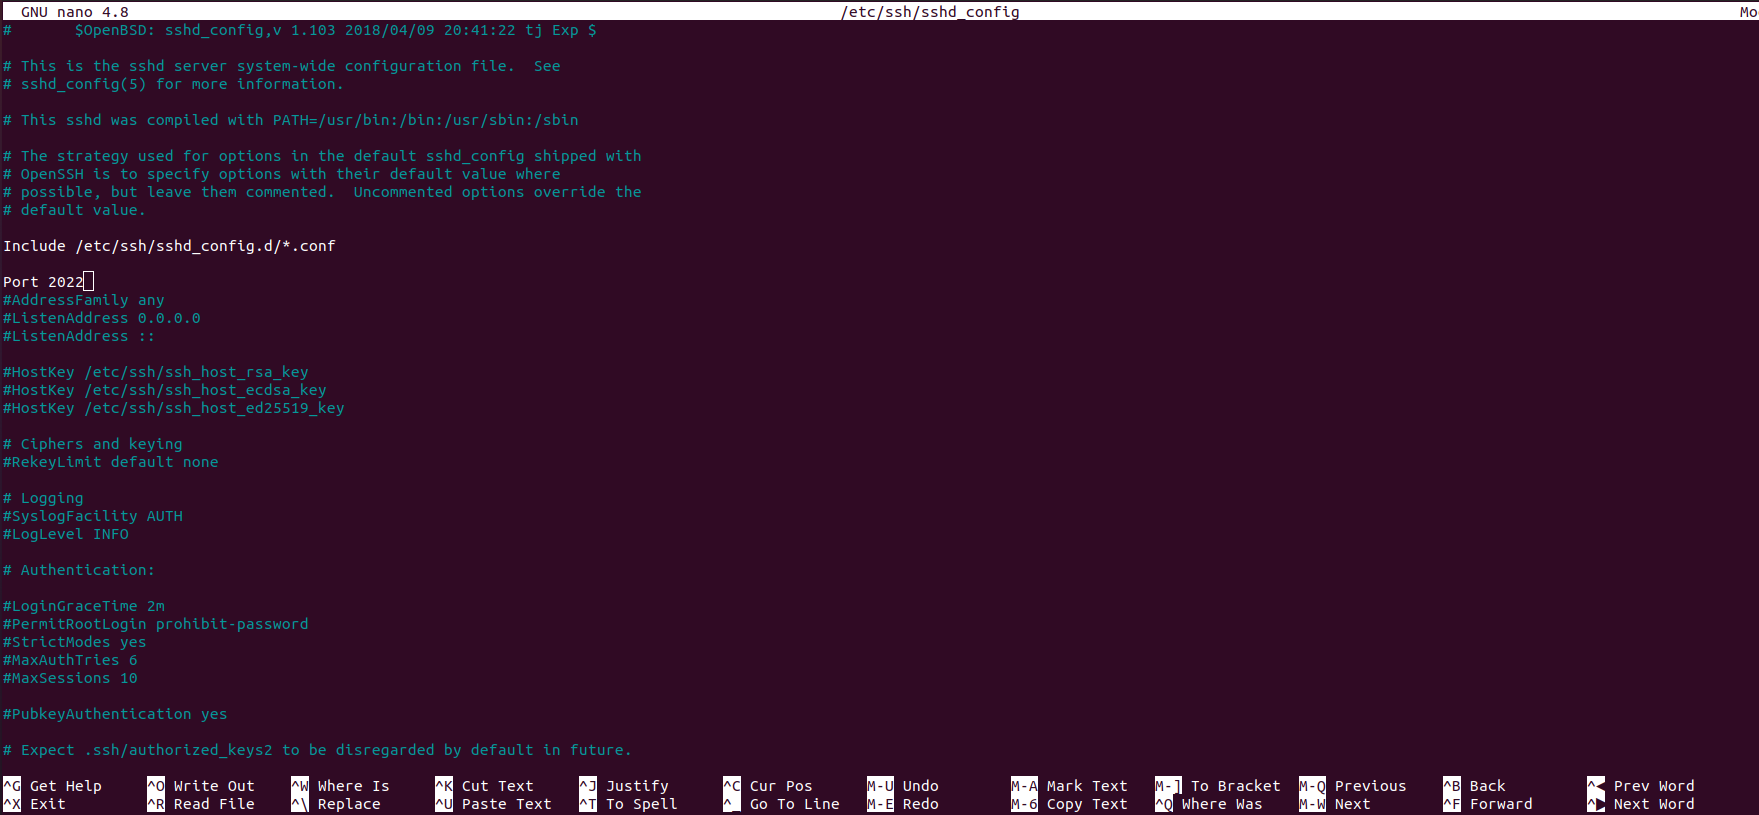 GNU nano 4.8 /etc/ssh/sshd_config Mo
# $OpenBSD: sshd_config,v 1.103 2018/04/09 20:41:22 tj Exp $
# This is the sshd server system-wide configuration file. See
# sshd_config(5) for more information.
# This sshd was compiled with PATH=/usr/bin:/bin:/usr/sbin:/sbin
# The strategy used for options in the default sshd_config shipped with
# OpenSSH is to specify options with their default value where
# possible, but leave them commented. Uncommented options override the
# default value.
Include /etc/ssh/sshd_config.d/*.conf
Port 2022
#AddressFamily any
#ListenAddress 0.0.0.0
#ListenAddress ::
#HostKey /etc/ssh/ssh_host_rsa_key
#HostKey /etc/ssh/ssh_host_ecdsa_key
#HostKey /etc/ssh/ssh_host_ed25519_key
# Ciphers and keying
#RekeyLimit default none
# Logging
#SyslogFacility AUTH
#LogLevel INFO
# Authentication:
#LoginGraceTime 2m
#PermitRootLogin prohibit-password
#StrictModes yes
#MaxAuthTries 6
#MaxSessions 10
#PubkeyAuthentication yes
# Expect .ssh/authorized_keys2 to be disregarded by default in future.
^G Get Help ^O Write Out ^W Where Is ^K Cut Text ^J Justify ^C Cur Pos M-U Undo M-A Mark Text M-] To Bracket M-Q Previous ^B Back ^◀ Prev Word
^X Exit ^R Read File ^\ Replace ^U Paste Text ^T To Spell ^_ Go To Line M-E Redo M-6 Copy Text ^Q Where Was M-W Next ^F Forward ^▶ Next Word